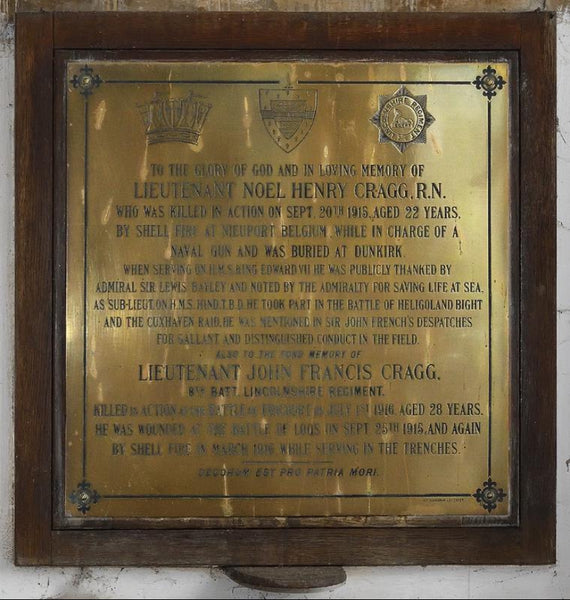 TO THE GLORY OF GOD AND IN LOVING MEMORY OF
LIEUTENANT NOEL HENRY CRAGG, R.N.
WHO WAS KILLED IN ACTION ON SEPT. 20TH 1915, AGED 22 YEARS,
BY SHELL FIRE AT NIEUPORT BELGIUM, WHILE IN CHARGE OF A
NAVAL GUN AND WAS BURIED AT DUNKIRK.
WHEN SERVING ON H.M.S. KING EDWARD VII HE WAS PUBLICLY THANKED BY
ADMIRAL SIR LEWIS BAYLEY AND NOTED BY THE ADMIRALTY FOR SAVING LIFE AT SEA.
AS SUB-LIEUT. ON H.M.S. HIND, T.B.D. HE TOOK PART IN THE BATTLE OF HELIGOLAND BIGHT
AND THE CUXHAVEN RAID, HE WAS MENTIONED IN SIR JOHN FRENCH'S DESPATCHES
FOR GALLANT AND DISTINGUISHED CONDUCT IN THE FIELD.
ALSO TO THE FOND MEMORY OF
LIEUTENANT JOHN FRANCIS CRAGG,
8TH BATT. LINCOLNSHIRE REGIMENT.
KILLED IN ACTION AT THE BATTLE OF FRICOURT JULY 1ST 1916, AGED 28 YEARS.
HE WAS WOUNDED AT THE BATTLE OF LOOS ON SEPT. 25TH 1915, AND AGAIN
BY SHELL FIRE IN MARCH 1916, WHILE SERVING IN THE TRENCHES.
DECORUM EST PRO PATRIA MORI.